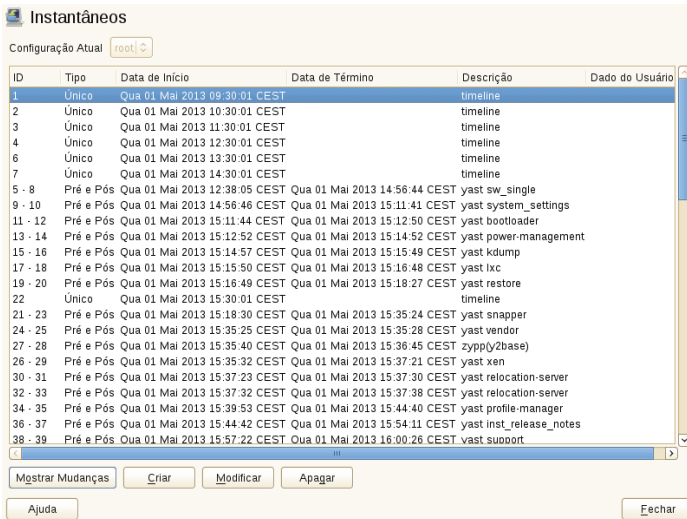 Instantâneos
Configuração Atual root
ID Tipo Data de Início Data de Término Descrição Dado do Usuário
1 Único Qua 01 Mai 2013 09:30:01 CEST timeline
2 Único Qua 01 Mai 2013 10:30:01 CEST timeline
3 Único Qua 01 Mai 2013 11:30:01 CEST timeline
4 Único Qua 01 Mai 2013 12:30:01 CEST timeline
6 Único Qua 01 Mai 2013 13:30:01 CEST timeline
7 Único Qua 01 Mai 2013 14:30:01 CEST timeline
5 - 8 Pré e Pós Qua 01 Mai 2013 12:38:05 CEST Qua 01 Mai 2013 14:56:44 CEST yast sw_single
9 - 10 Pré e Pós Qua 01 Mai 2013 14:56:46 CEST Qua 01 Mai 2013 15:11:41 CEST yast system_settings
11 - 12 Pré e Pós Qua 01 Mai 2013 15:11:44 CEST Qua 01 Mai 2013 15:12:50 CEST yast bootloader
13 - 14 Pré e Pós Qua 01 Mai 2013 15:12:52 CEST Qua 01 Mai 2013 15:14:52 CEST yast power-management
15 - 16 Pré e Pós Qua 01 Mai 2013 15:14:57 CEST Qua 01 Mai 2013 15:15:49 CEST yast kdump
17 - 18 Pré e Pós Qua 01 Mai 2013 15:15:50 CEST Qua 01 Mai 2013 15:16:48 CEST yast lxc
19 - 20 Pré e Pós Qua 01 Mai 2013 15:16:49 CEST Qua 01 Mai 2013 15:18:27 CEST yast restore
22 Único Qua 01 Mai 2013 15:30:01 CEST timeline
21 - 23 Pré e Pós Qua 01 Mai 2013 15:18:30 CEST Qua 01 Mai 2013 15:35:24 CEST yast snapper
24 - 25 Pré e Pós Qua 01 Mai 2013 15:35:25 CEST Qua 01 Mai 2013 15:35:28 CEST yast vendor
27 - 28 Pré e Pós Qua 01 Mai 2013 15:35:40 CEST Qua 01 Mai 2013 15:36:45 CEST zypp(y2base)
26 - 29 Pré e Pós Qua 01 Mai 2013 15:35:32 CEST Qua 01 Mai 2013 15:37:21 CEST yast xen
30 - 31 Pré e Pós Qua 01 Mai 2013 15:37:23 CEST Qua 01 Mai 2013 15:37:30 CEST yast relocation-server
32 - 33 Pré e Pós Qua 01 Mai 2013 15:37:32 CEST Qua 01 Mai 2013 15:37:38 CEST yast relocation-server
34 - 35 Pré e Pós Qua 01 Mai 2013 15:39:53 CEST Qua 01 Mai 2013 15:44:40 CEST yast profile-manager
36 - 37 Pré e Pós Qua 01 Mai 2013 15:44:42 CEST Qua 01 Mai 2013 15:54:11 CEST yast inst_release_notes
38 - 39 Pré e Pós Qua 01 Mai 2013 15:57:22 CEST Qua 01 Mai 2013 16:00:26 CEST yast support
Mostrar Mudanças Criar Modificar Apagar
Ajuda Fechar